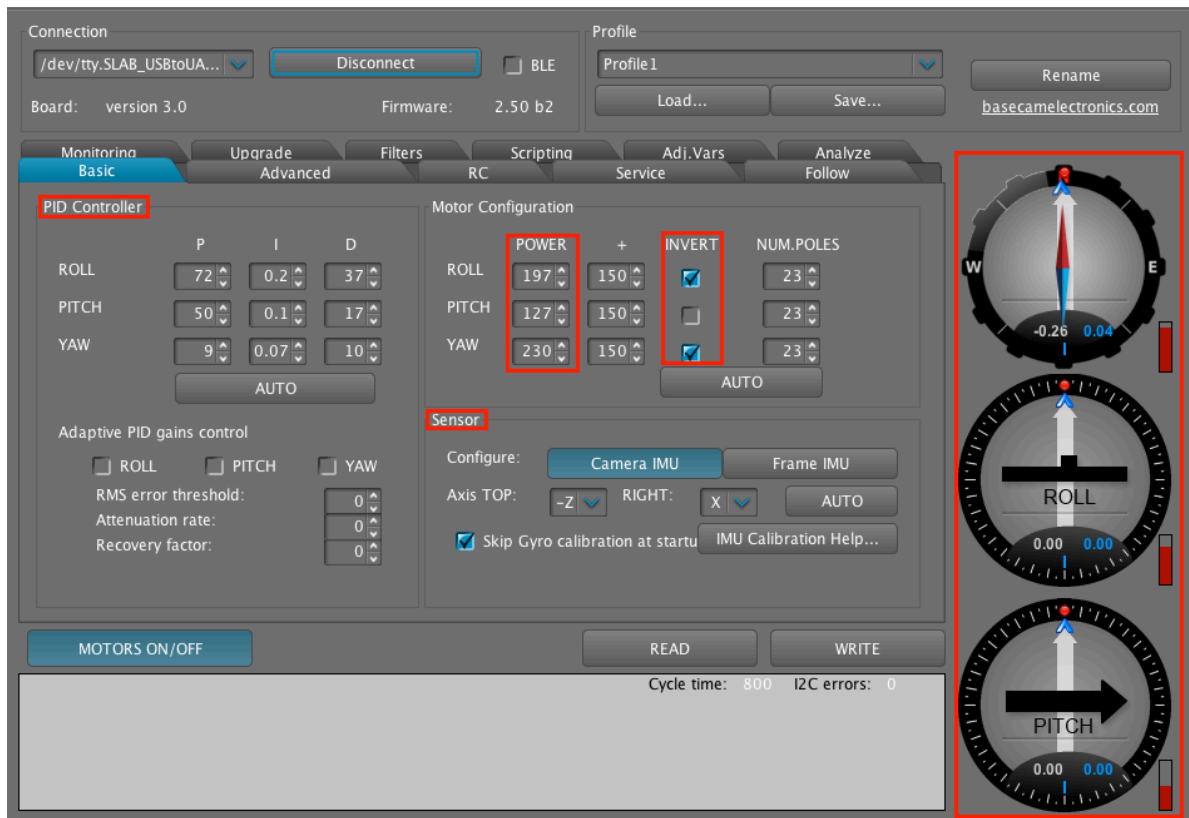 Connection
/dev/tty.SLAB_USBtoUA...
Disconnect
BLE
Board: version 3.0 Firmware: 2.50 b2
Profile
Profile1
Load...
Save...
Rename
basecamelectronics.com
Monitoring Upgrade Filters Scripting Adj.Vars Analyze
Basic Advanced RC Service Follow
PID Controller
P I D
ROLL 72 0.2 37
PITCH 50 0.1 17
YAW 9 0.07 10
AUTO
Adaptive PID gains control
ROLL PITCH YAW
RMS error threshold: 0
Attenuation rate: 0
Recovery factor: 0
Motor Configuration
POWER + INVERT NUM.POLES
ROLL 197 150 23
PITCH 127 150 23
YAW 230 150 23
AUTO
Sensor
Configure: Camera IMU Frame IMU
Axis TOP: -Z RIGHT: X AUTO
Skip Gyro calibration at startu IMU Calibration Help...
MOTORS ON/OFF
READ
WRITE
Cycle time: 800 I2C errors: 0
W E
-0.26 0.04
ROLL
0.00 0.00
PITCH
0.00 0.00